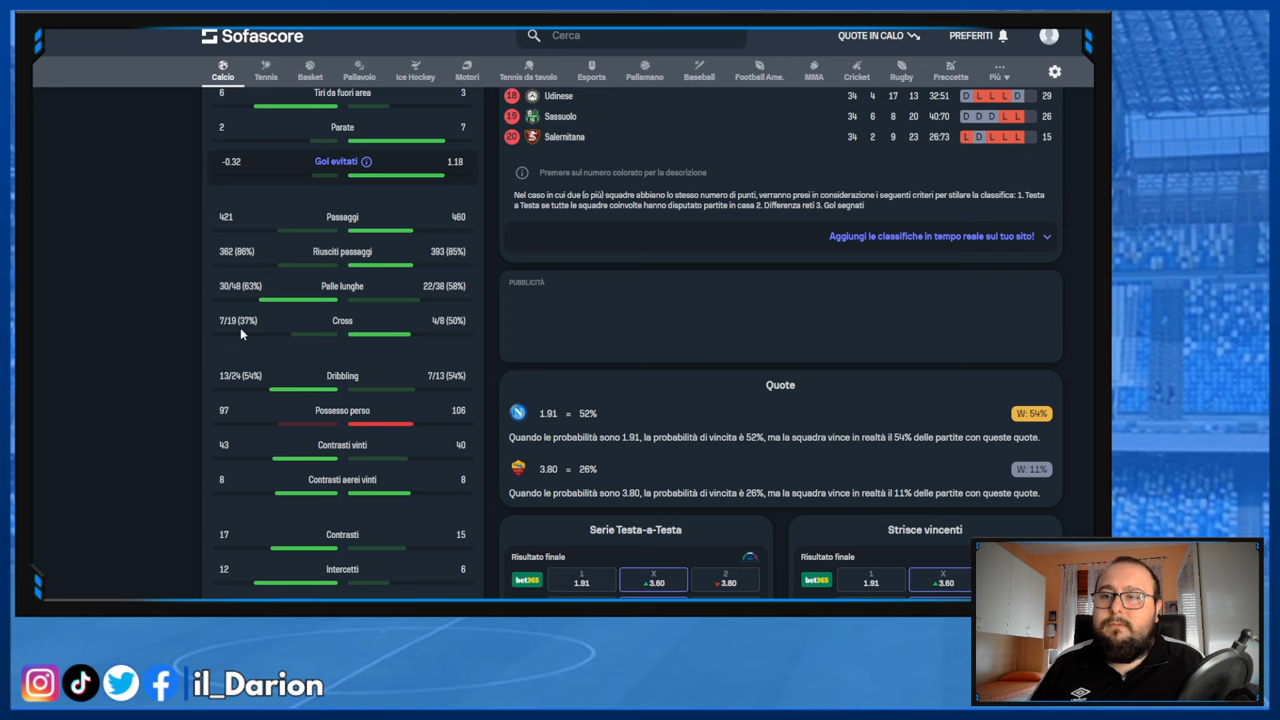 Sofascore
Cerca
QUOTE IN CALO
PREFERITI
Calcio
Tennis
Basket
Pallavolo
Ice Hockey
Motori
Tennis da tavolo
Esports
Pallamano
Baseball
Football Ame.
MMA
Cricket
Rugby
Freccette
Più
6 Tiri da fuori area 3
2 Parate 7
-0.32 Gol evitati 1.18
421 Passaggi 460
362 (86%) Riusciti passaggi 393 (85%)
30/48 (63%) Palle lunghe 22/38 (58%)
7/19 (37%) Cross 4/8 (50%)
13/24 (54%) Dribbling 7/13 (54%)
97 Possesso perso 106
43 Contrasti vinti 40
8 Contrasti aerei vinti 8
17 Contrasti 15
12 Intercetti 6
18 Udinese 34 4 17 13 32:51 D L L L D 29
19 Sassuolo 34 6 8 20 40:70 D D D L L 26
20 Salernitana 34 2 9 23 26:73 L D L L L 15
Premere sul numero colorato per la descrizione
Nel caso in cui due (o più) squadre abbiano lo stesso numero di punti, verranno presi in considerazione i seguenti criteri per stilare la classifica: 1. Testa
a Testa se tutte le squadre coinvolte hanno disputato partite in casa 2. Differenza reti 3. Gol segnati
Aggiungi le classifiche in tempo reale sul tuo sito!
PUBBLICITÀ
Quote
1.91 = 52% W: 54%
Quando le probabilità sono 1.91, la probabilità di vincita è 52%, ma la squadra vince in realtà il 54% delle partite con queste quote.
3.80 = 26% W: 11%
Quando le probabilità sono 3.80, la probabilità di vincita è 26%, ma la squadra vince in realtà il 11% delle partite con queste quote.
Serie Testa-a-Testa
Risultato finale
bet365
1 X 2
1.91 3.60 3.80
Strisce vincenti
Risultato finale
bet365
1 X
1.91 3.60
il_Darion